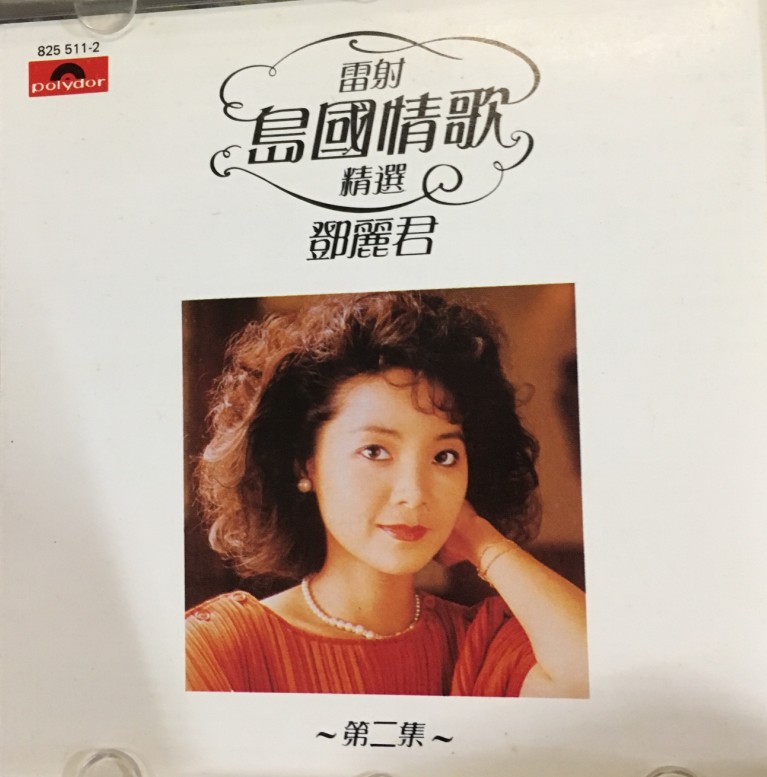 825 511-2
polydor
雷射
島國情歌
精選
鄧麗君
~第二集~